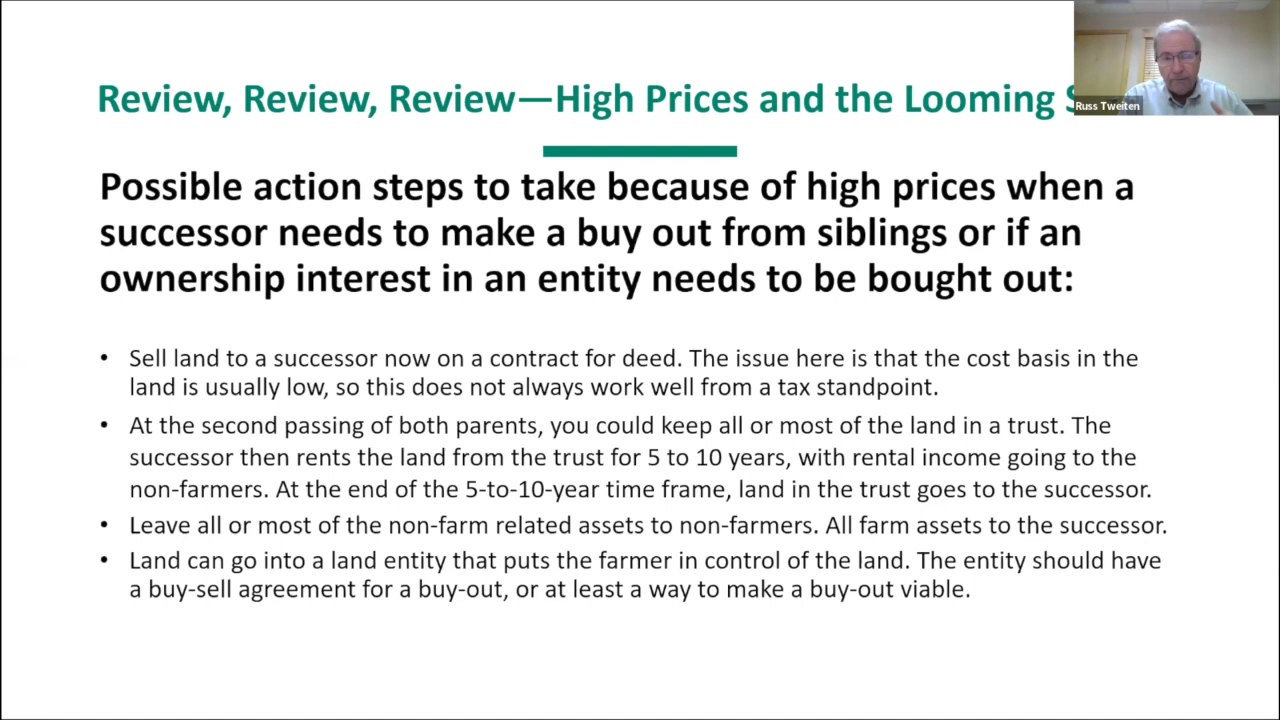 Review, Review, Review—High Prices and the Looming
Russ Tweiten
Possible action steps to take because of high prices when a
successor needs to make a buy out from siblings or if an
ownership interest in an entity needs to be bought out:
• Sell land to a successor now on a contract for deed. The issue here is that the cost basis in the
land is usually low, so this does not always work well from a tax standpoint.
• At the second passing of both parents, you could keep all or most of the land in a trust. The
successor then rents the land from the trust for 5 to 10 years, with rental income going to the
non-farmers. At the end of the 5-to-10-year time frame, land in the trust goes to the successor.
• Leave all or most of the non-farm related assets to non-farmers. All farm assets to the successor.
• Land can go into a land entity that puts the farmer in control of the land. The entity should have
a buy-sell agreement for a buy-out, or at least a way to make a buy-out viable.